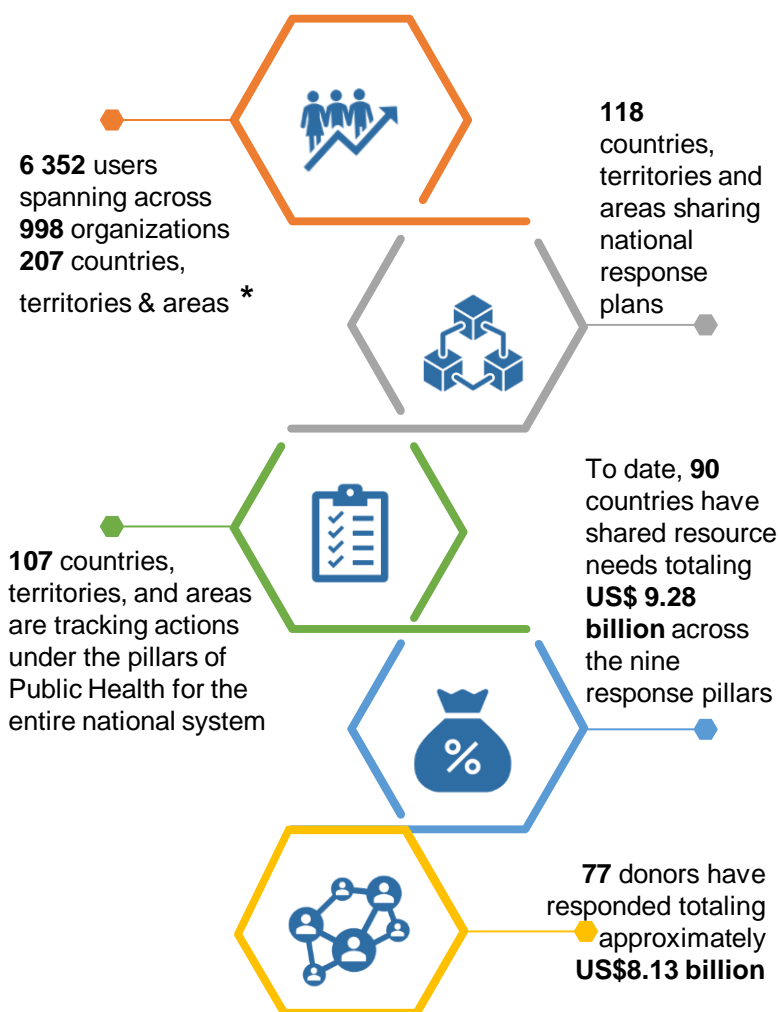 6 352 users
spanning across
998 organizations
207 countries,
territories & areas *
118
countries,
territories and
areas sharing
national
response
plans
107 countries,
territories, and areas
are tracking actions
under the pillars of
Public Health for the
entire national system
To date, 90
countries have
shared resource
needs totaling
US$ 9.28
billion across
the nine
response pillars
%
77 donors have
responded totaling
approximately
US$8.13 billion